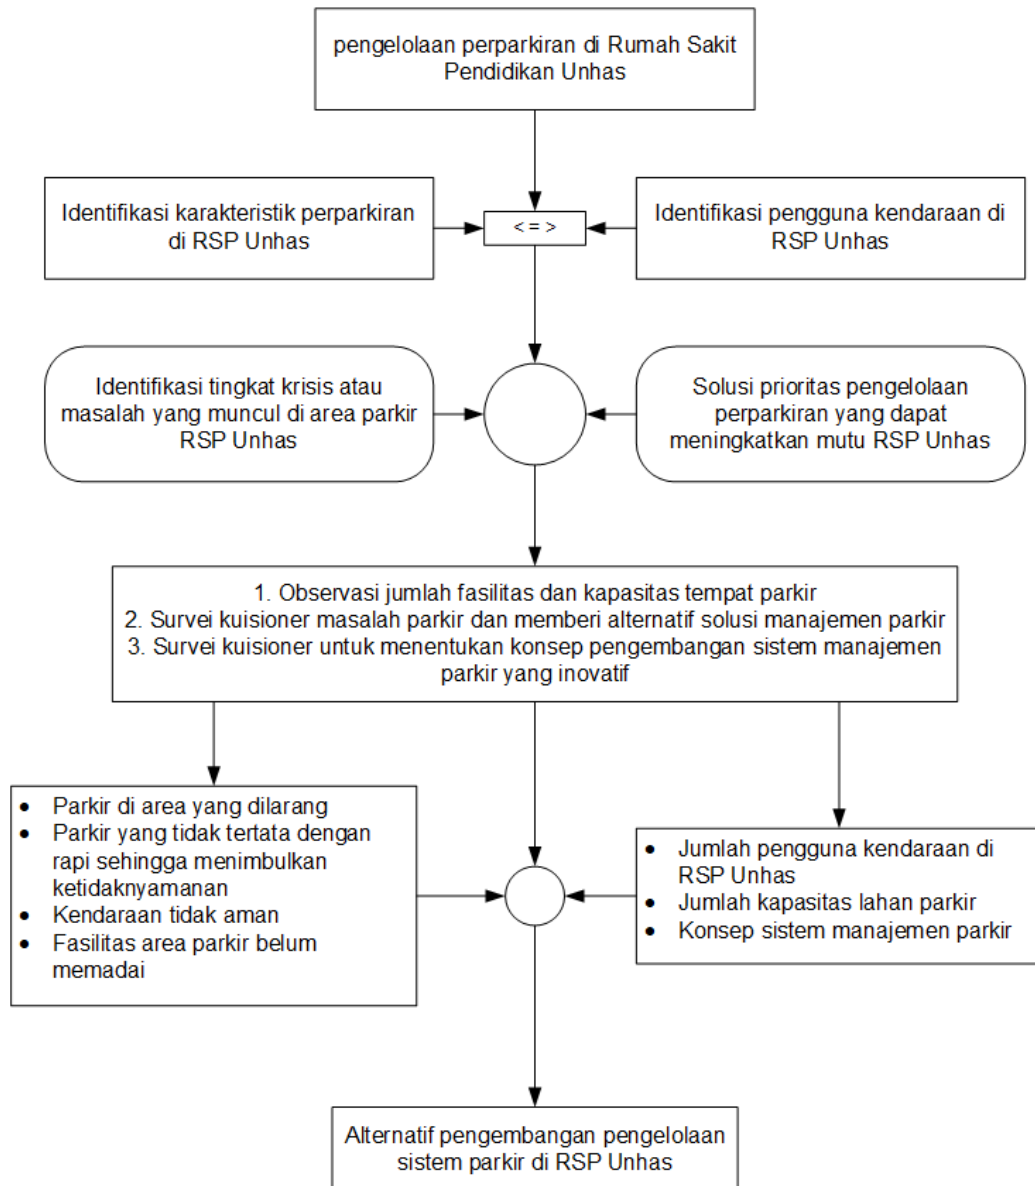 pengelolaan perparkiran di Rumah Sakit
Pendidikan Unhas
Identifikasi karakteristik perparkiran
di RSP Unhas
< = >
Identifikasi pengguna kendaraan di
RSP Unhas
Identifikasi tingkat krisis atau
masalah yang muncul di area parkir
RSP Unhas
Solusi prioritas pengelolaan
perparkiran yang dapat
meningkatkan mutu RSP Unhas
1. Observasi jumlah fasilitas dan kapasitas tempat parkir
2. Survei kuisioner masalah parkir dan memberi alternatif solusi manajemen parkir
3. Survei kuisioner untuk menentukan konsep pengembangan sistem manajemen
parkir yang inovatif
• Parkir di area yang dilarang
• Parkir yang tidak tertata dengan
rapi sehingga menimbulkan
ketidaknyamanan
• Kendaraan tidak aman
• Fasilitas area parkir belum
memadai
• Jumlah pengguna kendaraan di
RSP Unhas
• Jumlah kapasitas lahan parkir
• Konsep sistem manajemen parkir
Alternatif pengembangan pengelolaan
sistem parkir di RSP Unhas